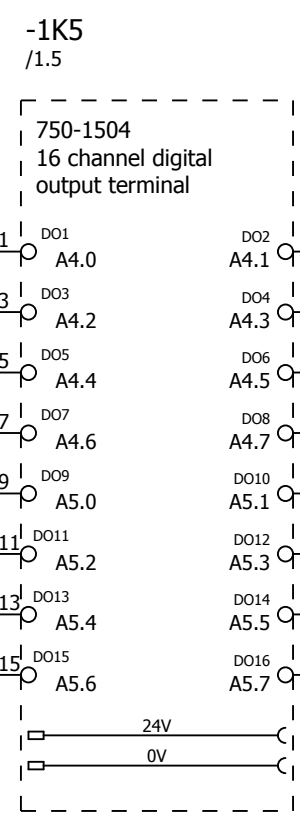 -1K5
/1.5
750-1504
16 channel digital
output terminal
1 DO1 DO2
A4.0 A4.1
3 DO3 DO4
A4.2 A4.3
5 DO5 DO6
A4.4 A4.5
7 DO7 DO8
A4.6 A4.7
9 DO9 DO10
A5.0 A5.1
11 DO11 DO12
A5.2 A5.3
13 DO13 DO14
A5.4 A5.5
15 DO15 DO16
A5.6 A5.7
24V
0V